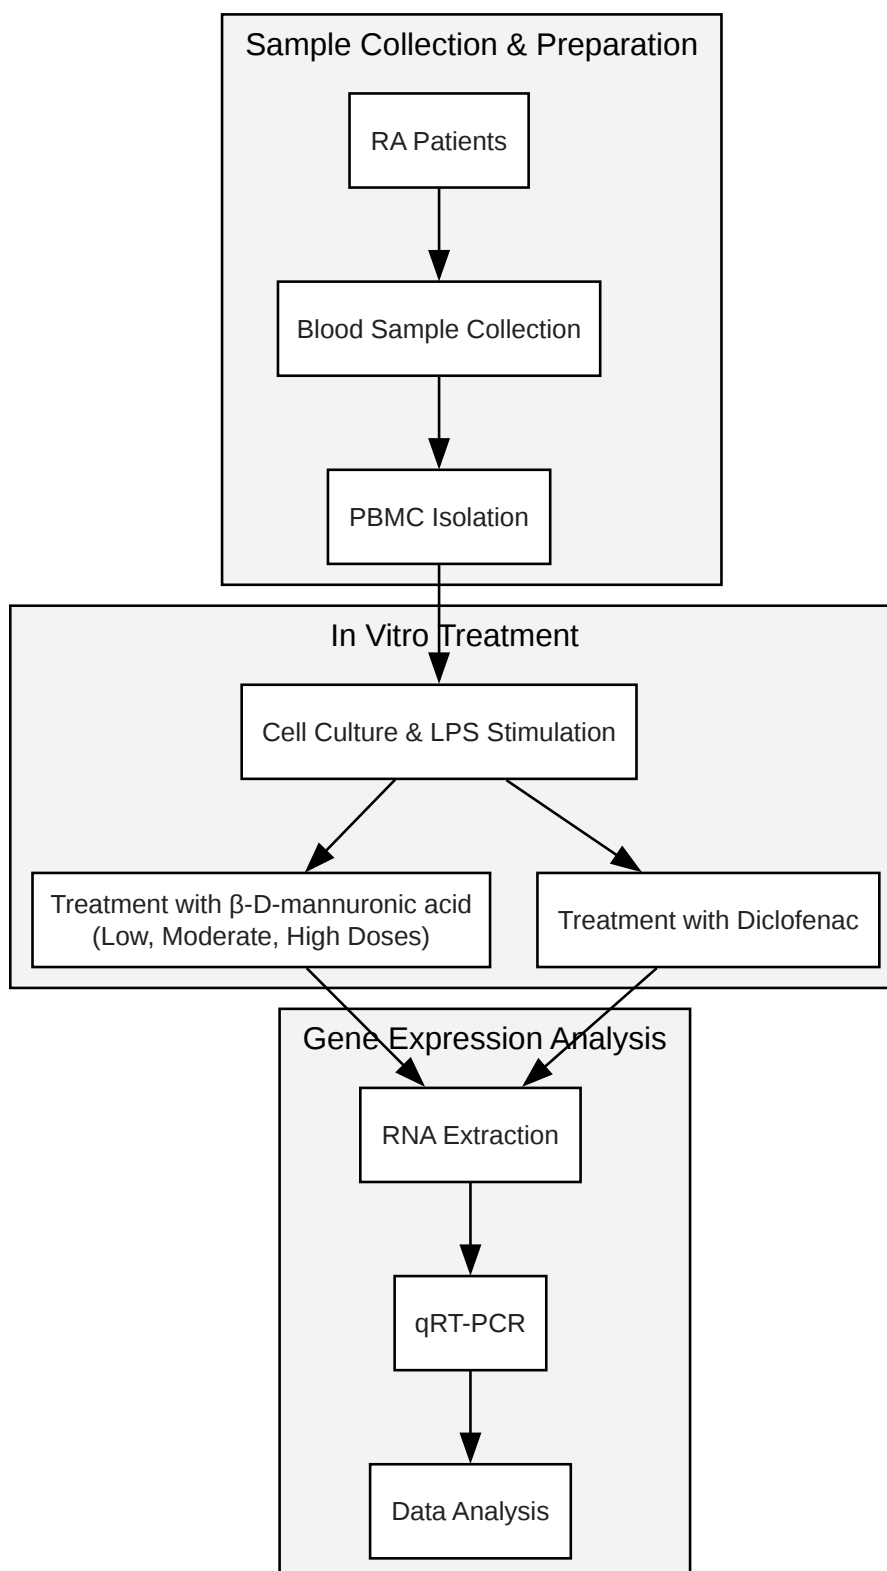 Sample Collection & Preparation
RA Patients
Blood Sample Collection
PBMC Isolation
In Vitro Treatment
Cell Culture & LPS Stimulation
Treatment with β-D-mannuronic acid
(Low, Moderate, High Doses)
Treatment with Diclofenac
Gene Expression Analysis
RNA Extraction
qRT-PCR
Data Analysis